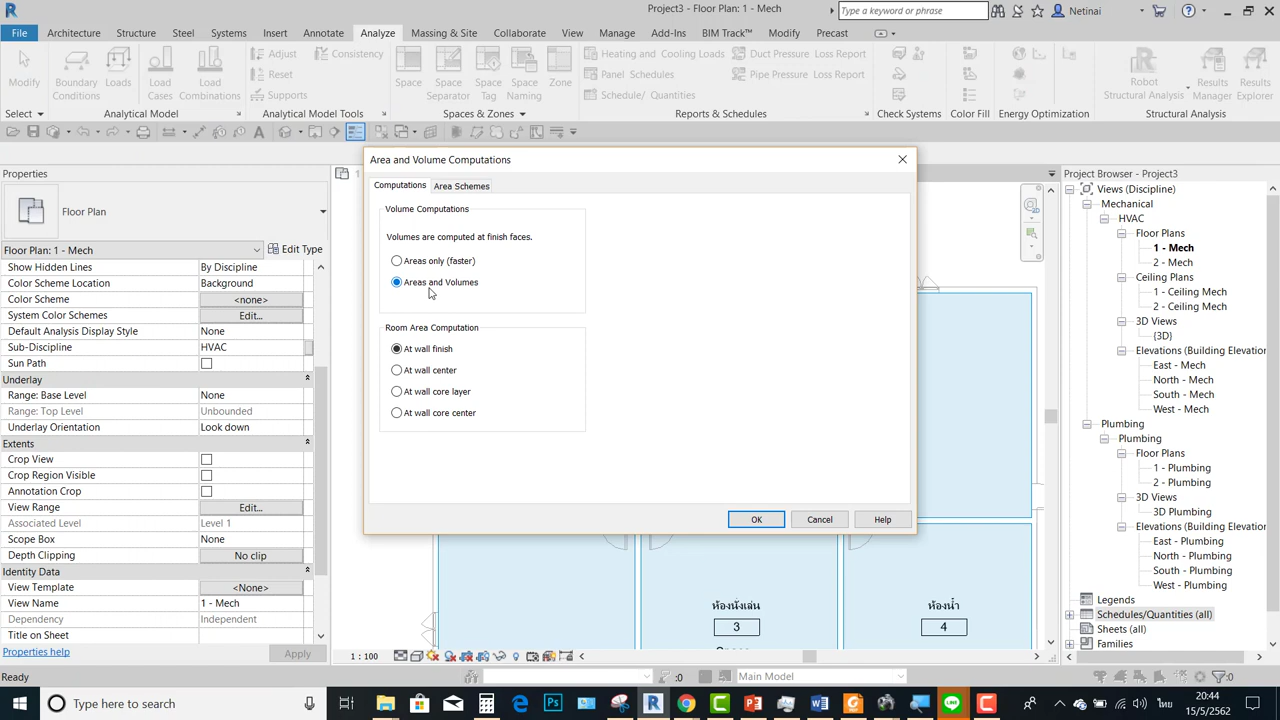 Project3 - 1 - Mech
Type a keyword or phrase
Netinai
File
Architecture
Structure
Steel
Systems
Insert
Annotate
Analyze
Massing & Site
Collaborate
View
Manage
Add-Ins
BIM Track™
Modify
Precast
Modify
Boundary
Conditions
Loads
Load
Cases
Load
Combinations
Adjust
Reset
Supports
Consistency
Space
Space
Separator
Space
Tag
Space
Naming
Zone
Heating and Cooling Loads
Panel Schedules
Schedule/ Quantities
Duct Pressure Loss Report
Pipe Pressure Loss Report
Robot
Structural Analysis
Results
Manager
Results
Explorer
Select
Analytical Model
Analytical Model Tools
Spaces & Zones
Reports & Schedules
Check Systems
Color Fill
Energy Optimization
Structural Analysis
Properties
Floor Plan
Floor Plan: 1 - Mech
Edit Type
Show Hidden Lines By Discipline
Color Scheme Location Background
Color Scheme <none>
System Color Schemes Edit...
Default Analysis Display Style None
Sub-Discipline HVAC
Sun Path
Underlay
Range: Base Level None
Range: Top Level Unbounded
Underlay Orientation Look down
Extents
Crop View
Crop Region Visible
Annotation Crop
View Range Edit...
Associated Level Level 1
Scope Box None
Depth Clipping No clip
Identity Data
View Template <None>
View Name 1 - Mech
Dependency Independent
Title on Sheet
Properties help
Apply
Area and Volume Computations
Computations
Area Schemes
Volume Computations
Volumes are computed at finish faces.
Areas only (faster)
Areas and Volumes
Room Area Computation
At wall finish
At wall center
At wall core layer
At wall core center
OK
Cancel
Help
ห้องนั่งเล่น
3
ห้องน้ำ
4
Project Browser - Project3
Views (Discipline)
Mechanical
HVAC
Floor Plans
1 - Mech
2 - Mech
Ceiling Plans
1 - Ceiling Mech
2 - Ceiling Mech
3D Views
{3D}
Elevations (Building Elevation
East - Mech
North - Mech
South - Mech
West - Mech
Plumbing
Plumbing
Floor Plans
1 - Plumbing
2 - Plumbing
3D Views
3D Plumbing
Elevations (Building Elevation
East - Plumbing
North - Plumbing
South - Plumbing
West - Plumbing
Legends
Schedules/Quantities (all)
Sheets (all)
Families
1 : 100
Ready
:0
Main Model
:0
Type here to search
20:44
ไทย
15/5/2562